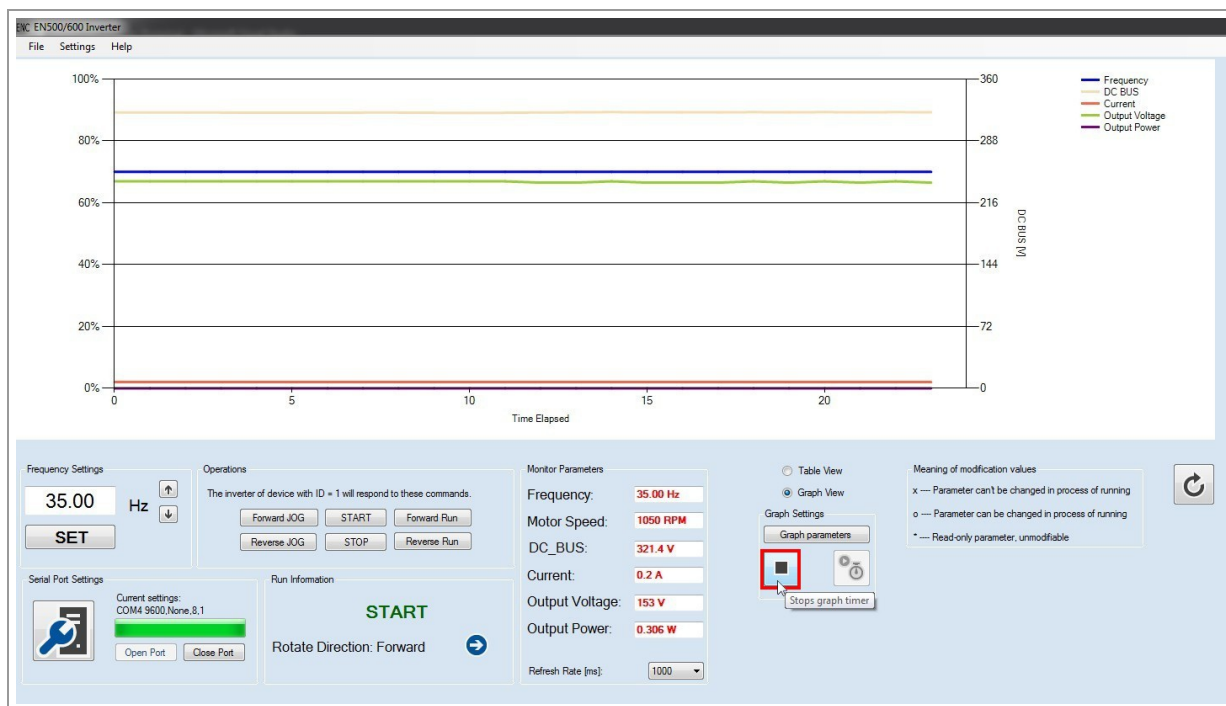 ENC EN500/600 Inverter
File Settings Help
100%
80%
60%
40%
20%
0%
360
288
216
144
72
0
DC BUS [V]
0 5 10 15 20
Time Elapsed
Frequency
DC BUS
Current
Output Voltage
Output Power
Frequency Settings
35.00 Hz
SET
Operations
The inverter of device with ID = 1 will respond to these commands.
Forward JOG START Forward Run
Reverse JOG STOP Reverse Run
Serial Port Settings
Current settings:
COM4 9600,None,8,1
Open Port Close Port
Run Information
START
Rotate Direction: Forward
Monitor Parameters
Frequency: 35.00 Hz
Motor Speed: 1050 RPM
DC_BUS: 321.4 V
Current: 0.2 A
Output Voltage: 153 V
Output Power: 0.306 W
Refresh Rate [ms]: 1000
Table View
Graph View
Graph Settings
Graph parameters
Stops graph timer
Meaning of modification values
x --- Parameter can't be changed in process of running
o --- Parameter can be changed in process of running
* --- Read-only parameter, unmodifiable